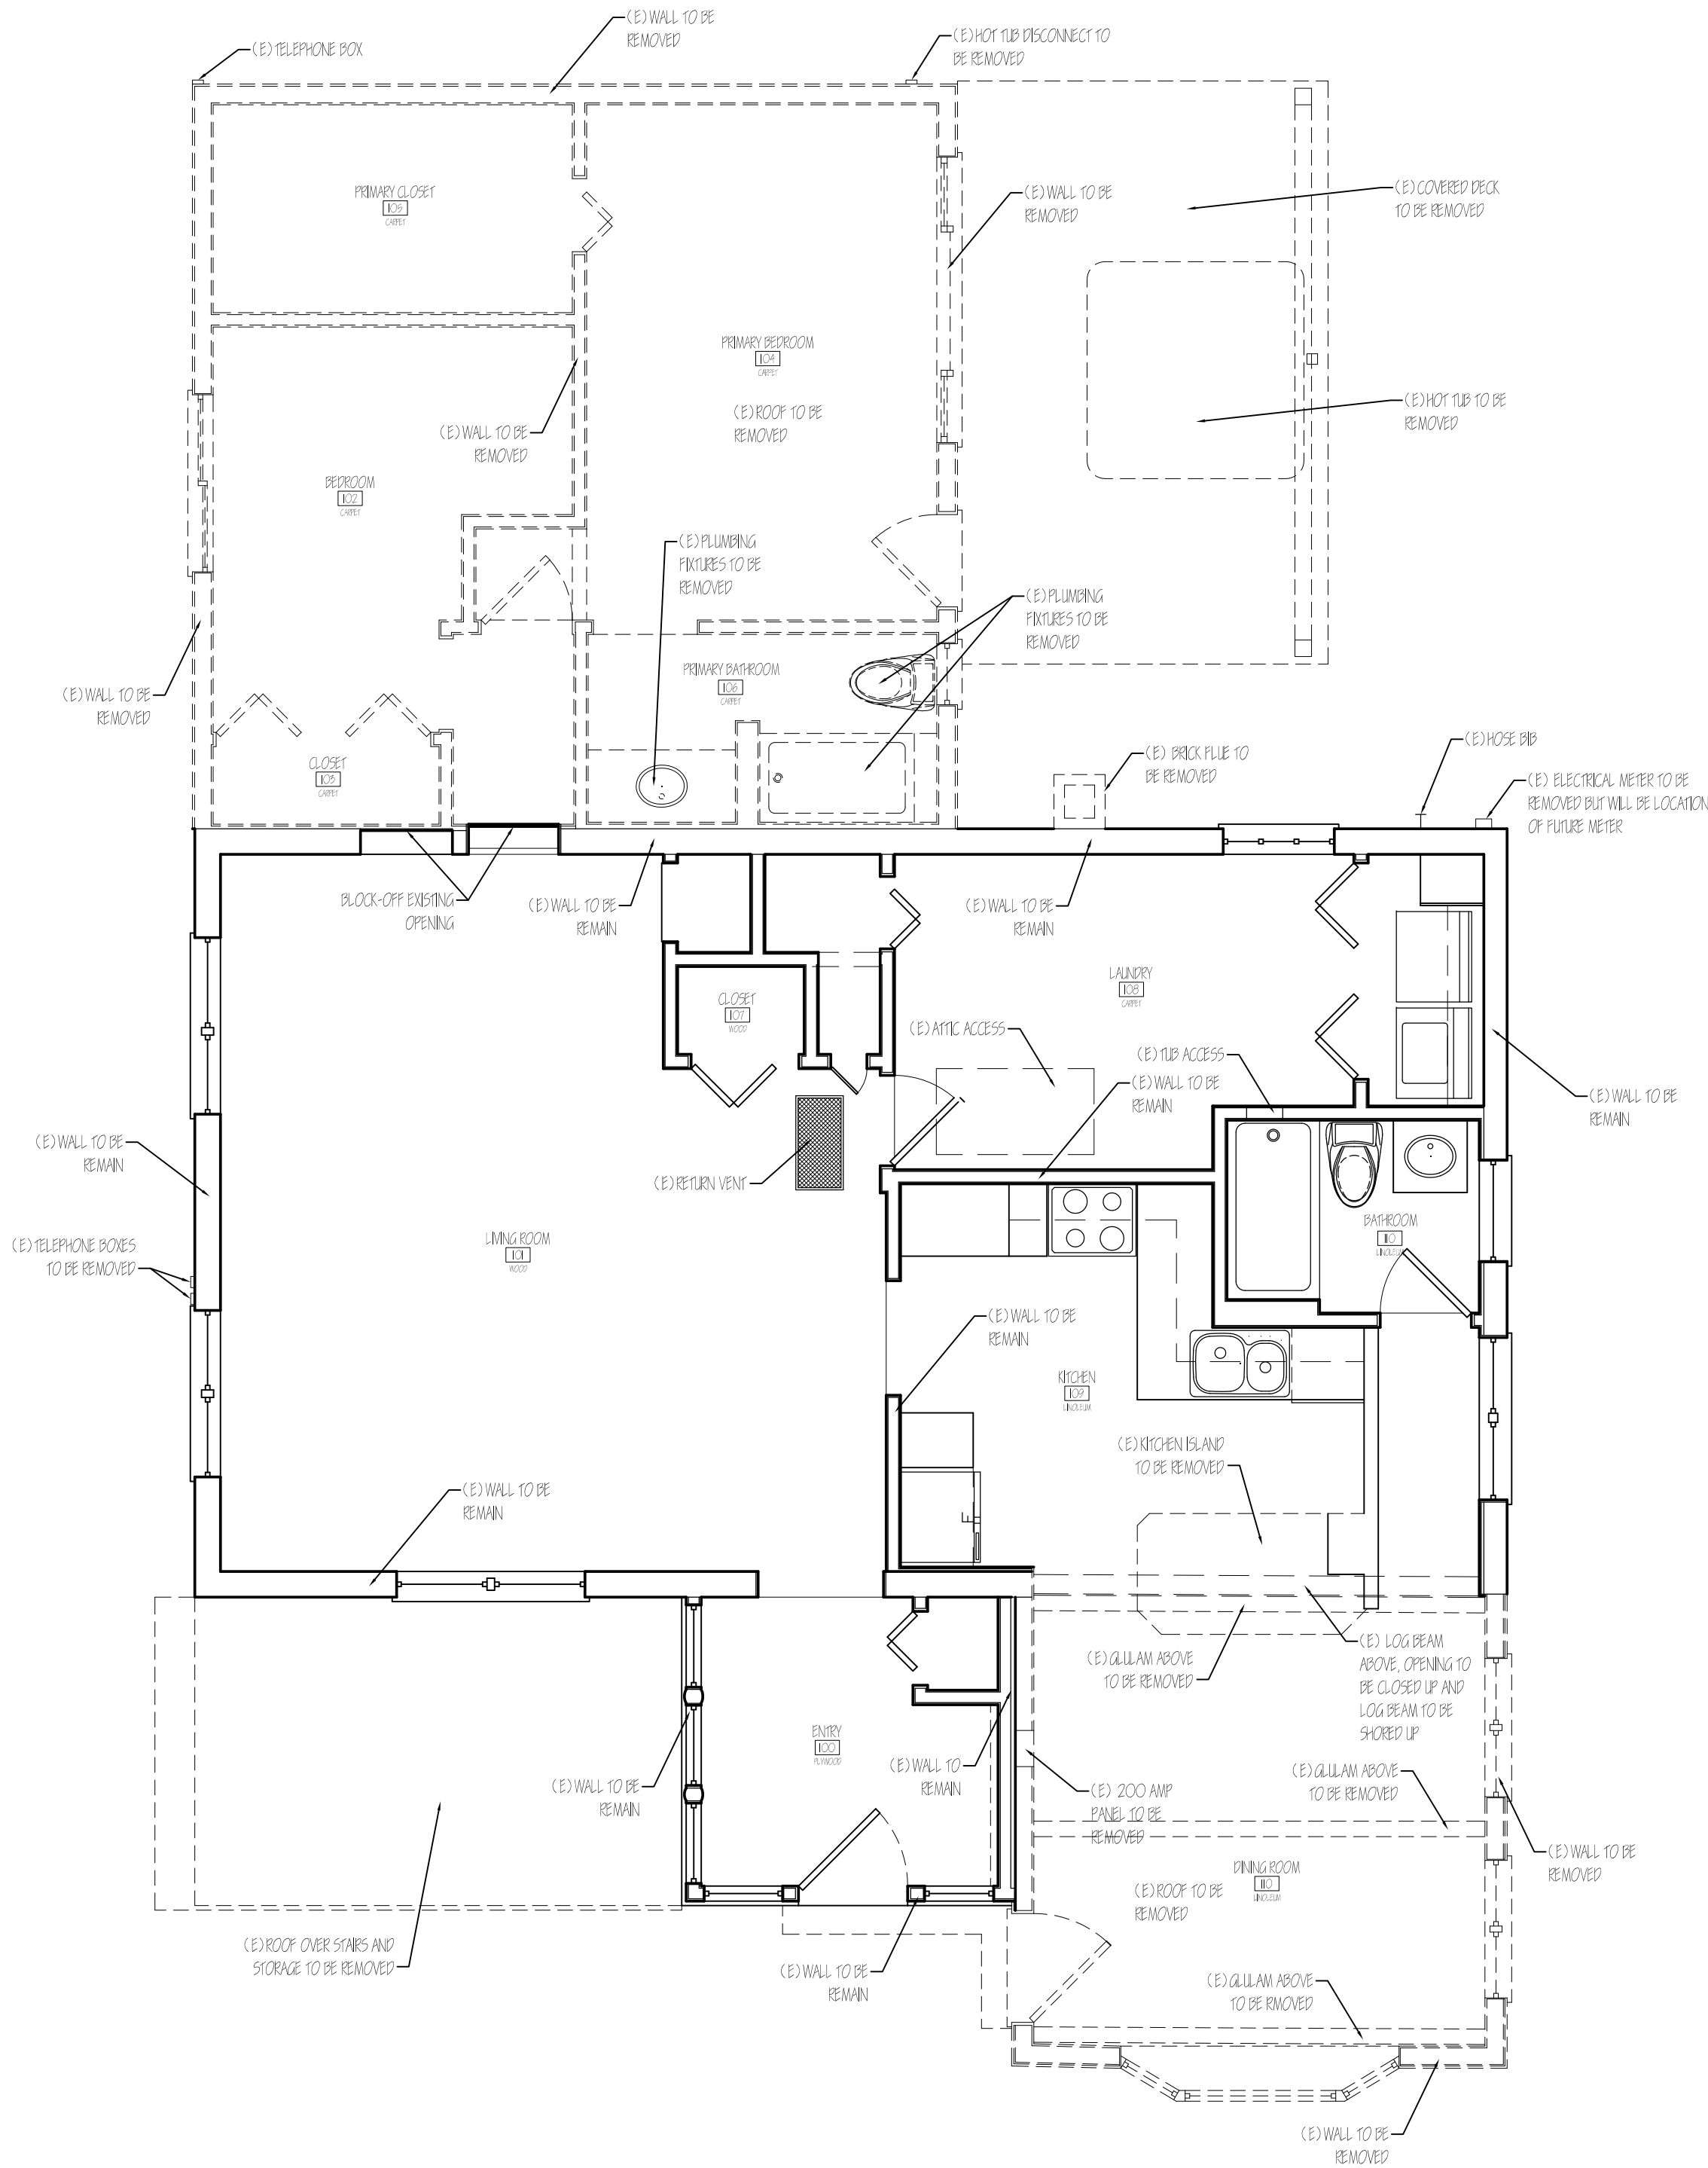 (E) WALL TO BE
REMOVED
(E) TELEPHONE BOX
(E) HOT TUB DISCONNECT TO
BE REMOVED
PRIMARY CLOSET
105
CARPET
(E) WALL TO BE
REMOVED
(E) COVERED DECK
TO BE REMOVED
PRIMARY BEDROOM
104
CARPET
(E) ROOF TO BE
REMOVED
(E) HOT TUB TO BE
REMOVED
(E) WALL TO BE
REMOVED
BEDROOM
102
CARPET
(E) PLUMBING
FIXTURES TO BE
REMOVED
(E) PLUMBING
FIXTURES TO BE
REMOVED
PRIMARY BATHROOM
106
CARPET
(E) WALL TO BE
REMOVED
CLOSET
103
CARPET
(E) BRICK FLUE TO
BE REMOVED
(E) HOSE BIB
(E) ELECTRICAL METER TO BE
REMOVED BUT WILL BE LOCATION
OF FUTURE METER
BLOCK-OFF EXISTING
OPENING
(E) WALL TO BE
REMAIN
(E) WALL TO BE
REMAIN
LAUNDRY
108
CARPET
CLOSET
107
WOOD
(E) ATTIC ACCESS
(E) TUB ACCESS
(E) WALL TO BE
REMAIN
(E) WALL TO BE
REMAIN
(E) WALL TO BE
REMAIN
(E) RETURN VENT
BATHROOM
110
LINOLEUM
LIVING ROOM
101
WOOD
(E) TELEPHONE BOXES
TO BE REMOVED
(E) WALL TO BE
REMAIN
KITCHEN
109
LINOLEUM
(E) KITCHEN ISLAND
TO BE REMOVED
(E) WALL TO BE
REMAIN
(E) GLULAM ABOVE
TO BE REMOVED
(E) LOG BEAM
ABOVE, OPENING TO
BE CLOSED UP AND
LOG BEAM TO BE
SHORED UP
ENTRY
100
PLYWOOD
(E) WALL TO BE
REMAIN
(E) WALL TO
REMAIN
(E) 200 AMP
PANEL TO BE
REMOVED
(E) GLULAM ABOVE
TO BE REMOVED
(E) WALL TO BE
REMOVED
DINING ROOM
110
LINOLEUM
(E) ROOF TO BE
REMOVED
(E) ROOF OVER STAIRS AND
STORAGE TO BE REMOVED
(E) WALL TO BE
REMAIN
(E) GLULAM ABOVE
TO BE RMOVED
(E) WALL TO BE
REMOVED